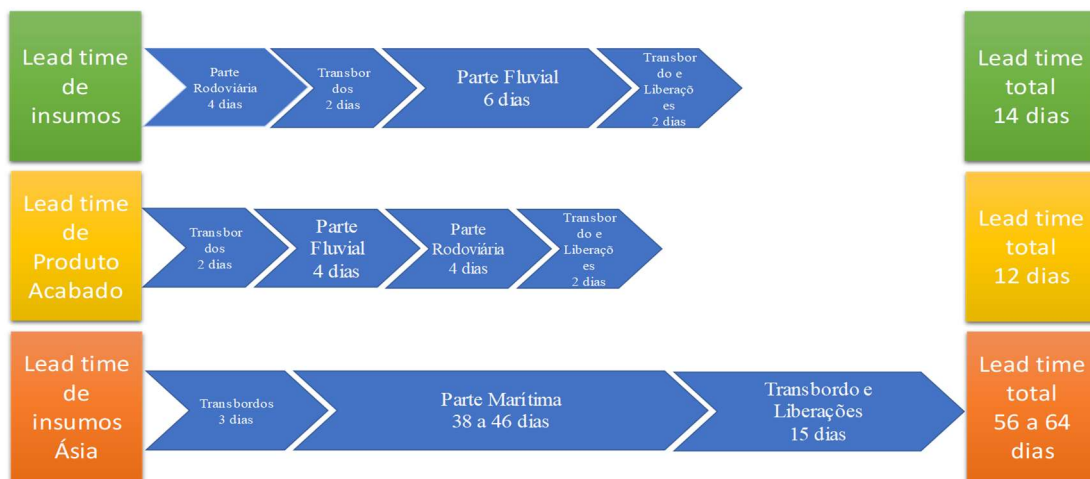 Lead time
de
insumos
Parte
Rodoviária
4 dias
Transbor
dos
2 dias
Parte Fluvial
6 dias
Transbor
do e
Liberaçõ
es
2 dias
Lead time
total
14 dias
Lead time
de
Produto
Acabado
Transbor
dos
2 dias
Parte
Fluvial
4 dias
Parte
Rodoviária
4 dias
Transbor
do e
Liberaçõ
es
2 dias
Lead time
total
12 dias
Lead time
de
insumos
Ásia
Transbordos
3 dias
Parte Marítima
38 a 46 dias
Transbordo e
Liberações
15 dias
Lead time
total
56 a 64
dias